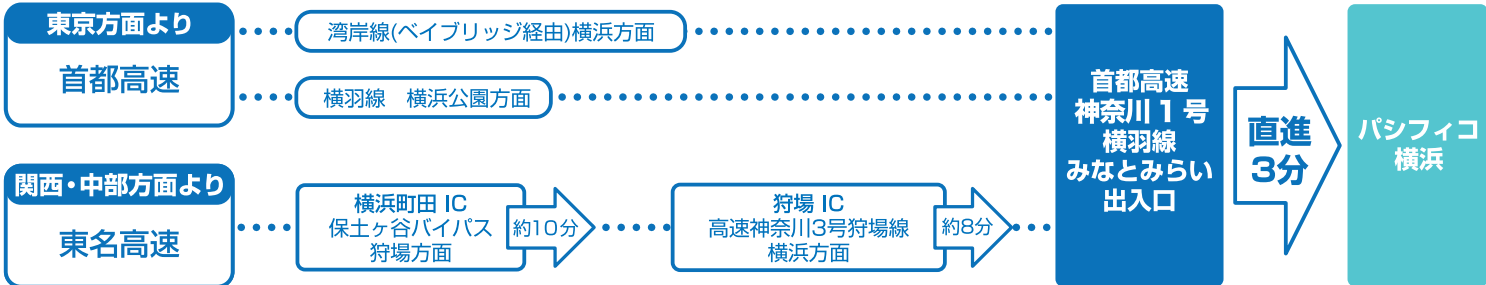 東京方面より
首都高速
湾岸線(ベイブリッジ経由)横浜方面
横羽線　横浜公園方面
関西・中部方面より
東名高速
横浜町田 IC
保土ヶ谷バイパス
狩場方面
約10分
狩場 IC
高速神奈川3号狩場線
横浜方面
約8分
首都高速
神奈川 1 号
横羽線
みなとみらい
出入口
直進
3分
パシフィコ
横浜